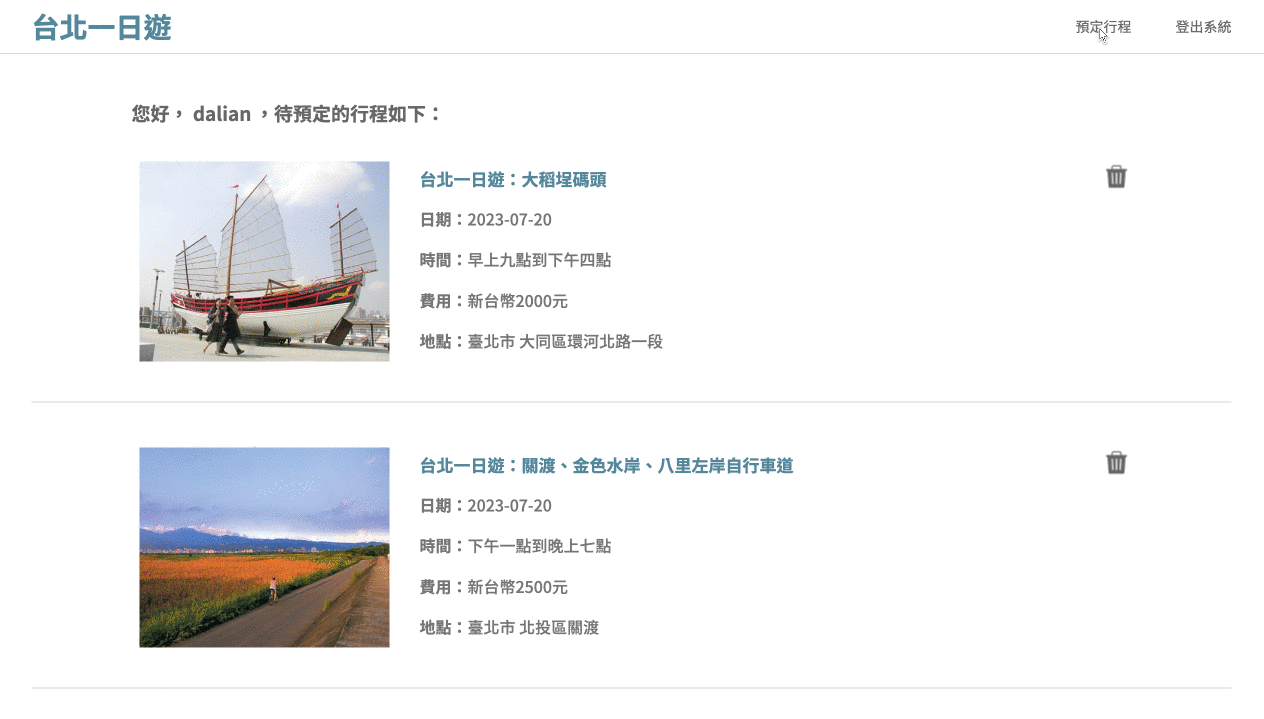 台北一日遊
預定行程
登出系統
您好， dalian ，待預定的行程如下：
台北一日遊：大稻埕碼頭
日期：2023-07-20
時間：早上九點到下午四點
費用：新台幣2000元
地點：臺北市 大同區環河北路一段
台北一日遊：關渡、金色水岸、八里左岸自行車道
日期：2023-07-20
時間：下午一點到晚上七點
費用：新台幣2500元
地點：臺北市 北投區關渡